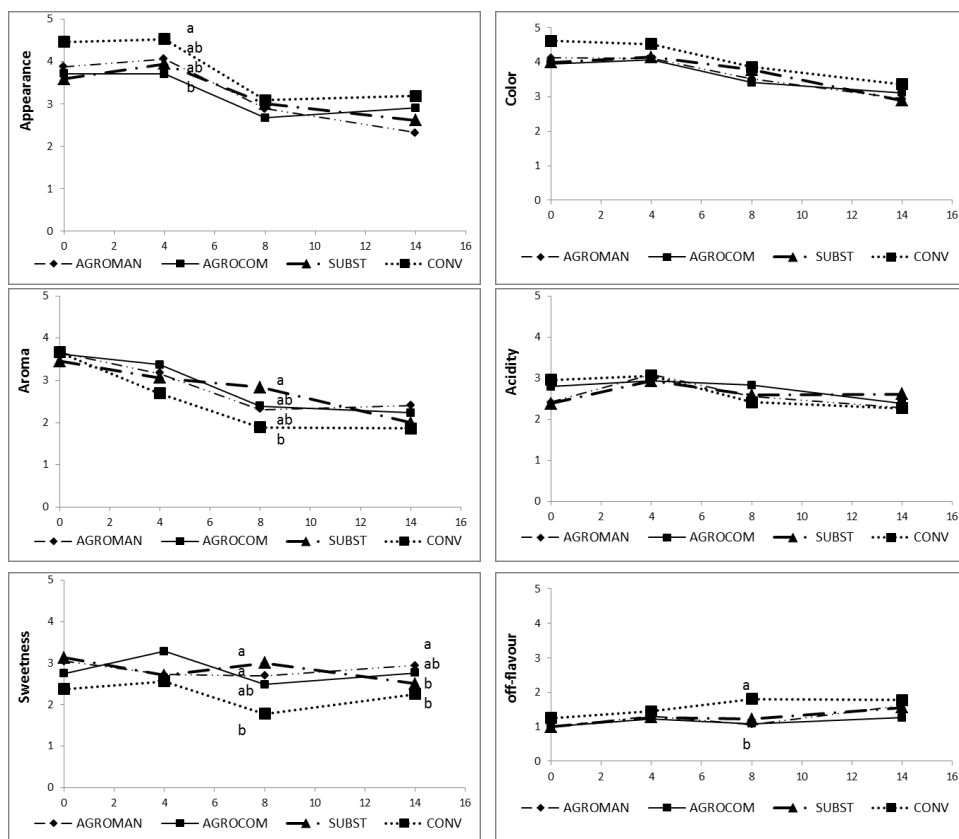 Appearance
5
4
3
2
1
0
a
ab
ab
b
0 2 4 6 8 10 12 14 16
AGROMAN AGROCOM SUBST CONV
Color
5
4
3
2
1
0
0 2 4 6 8 10 12 14 16
AGROMAN AGROCOM SUBST CONV
Aroma
5
4
3
2
1
0
a
ab
ab
b
0 2 4 6 8 10 12 14 16
AGROMAN AGROCOM SUBST CONV
Acidity
5
4
3
2
1
0
0 2 4 6 8 10 12 14 16
AGROMAN AGROCOM SUBST CONV
Sweetness
5
4
3
2
1
0
a
a
ab
b
a
ab
b
b
0 2 4 6 8 10 12 14 16
AGROMAN AGROCOM SUBST CONV
off-flavour
5
4
3
2
1
0
a
b
0 2 4 6 8 10 12 14 16
AGROMAN AGROCOM SUBST CONV